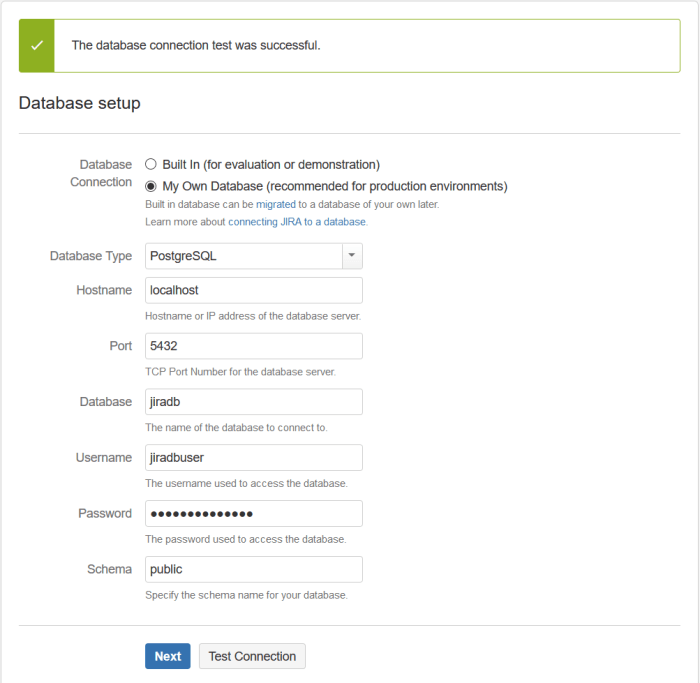 The database connection test was successful.
Database setup
Database Connection
Built In (for evaluation or demonstration)
My Own Database (recommended for production environments)
Built in database can be migrated to a database of your own later.
Learn more about connecting JIRA to a database.
Database Type PostgreSQL
Hostname localhost
Hostname or IP address of the database server.
Port 5432
TCP Port Number for the database server.
Database jiradb
The name of the database to connect to.
Username jiradbuser
The username used to access the database.
Password ••••••••••••••
The password used to access the database.
Schema public
Specify the schema name for your database.
Next Test Connection